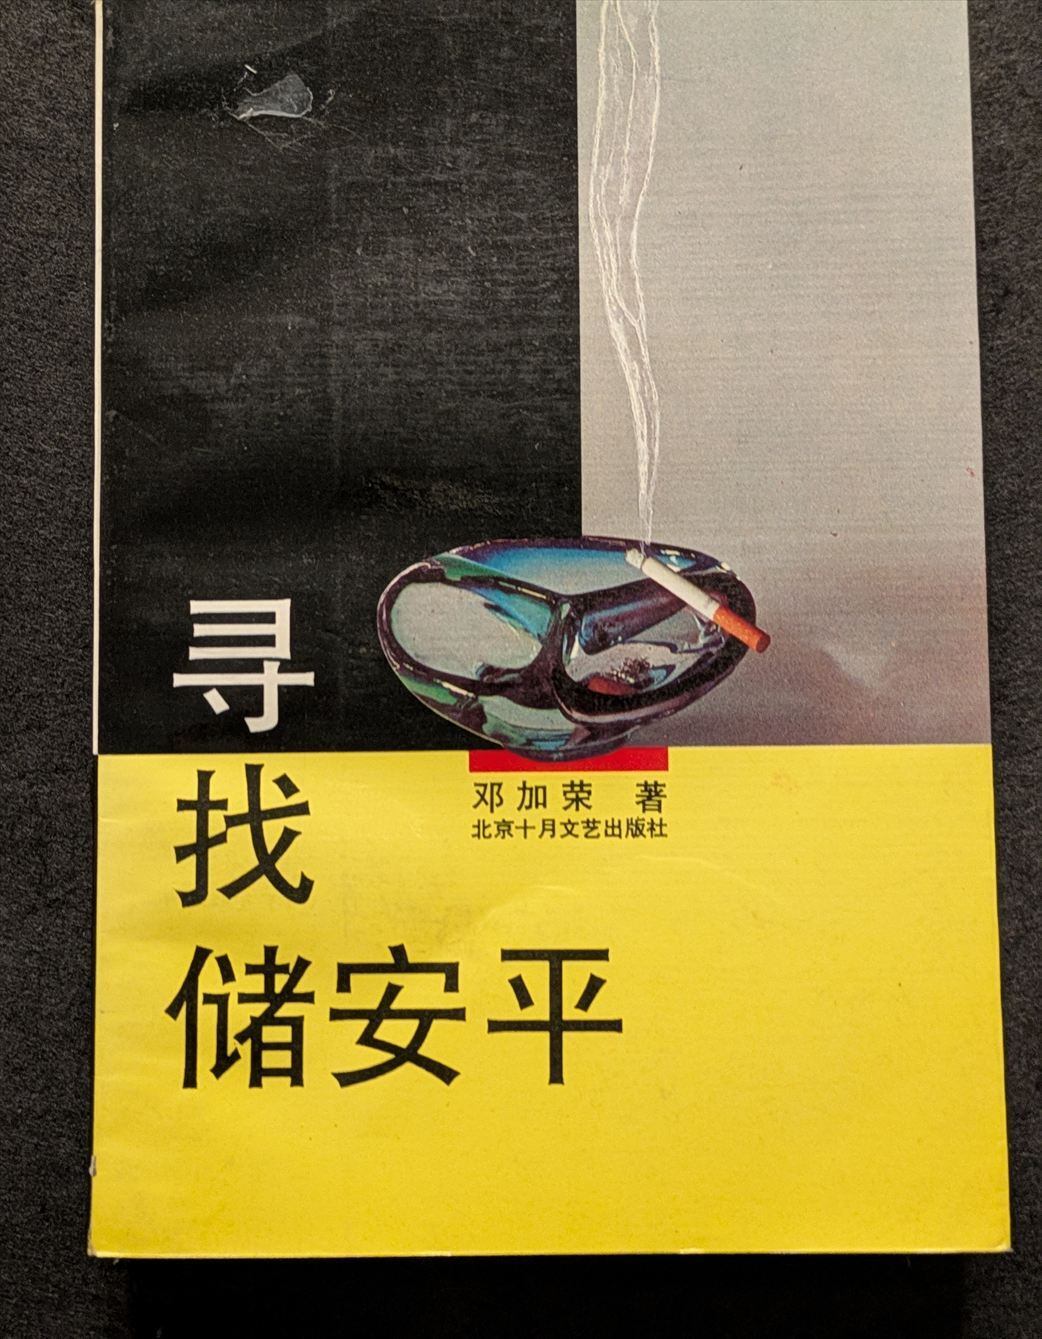 寻
找
储安平
邓加荣 著
北京十月文艺出版社